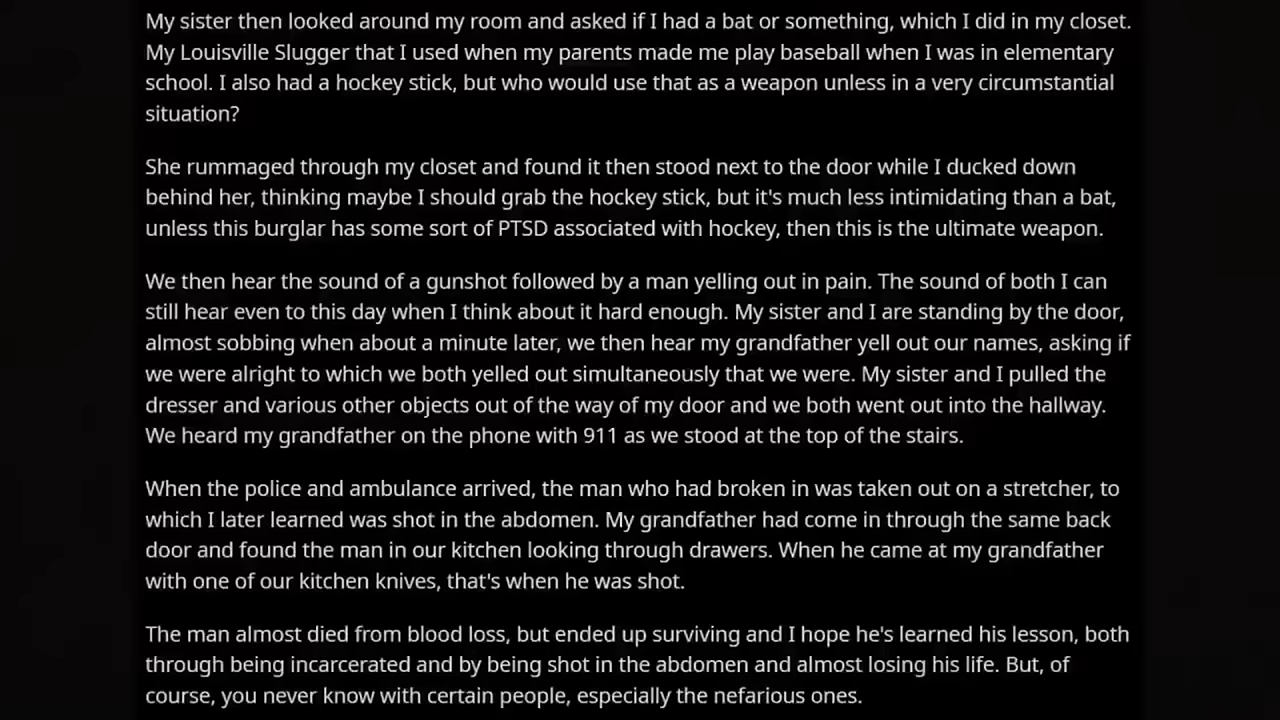 My sister then looked around my room and asked if I had a bat or something, which I did in my closet.
My Louisville Slugger that I used when my parents made me play baseball when I was in elementary
school. I also had a hockey stick, but who would use that as a weapon unless in a very circumstantial
situation?
She rummaged through my closet and found it then stood next to the door while I ducked down
behind her, thinking maybe I should grab the hockey stick, but it's much less intimidating than a bat,
unless this burglar has some sort of PTSD associated with hockey, then this is the ultimate weapon.
We then hear the sound of a gunshot followed by a man yelling out in pain. The sound of both I can
still hear even to this day when I think about it hard enough. My sister and I are standing by the door,
almost sobbing when about a minute later, we then hear my grandfather yell out our names, asking if
we were alright to which we both yelled out simultaneously that we were. My sister and I pulled the
dresser and various other objects out of the way of my door and we both went out into the hallway.
We heard my grandfather on the phone with 911 as we stood at the top of the stairs.
When the police and ambulance arrived, the man who had broken in was taken out on a stretcher, to
which I later learned was shot in the abdomen. My grandfather had come in through the same back
door and found the man in our kitchen looking through drawers. When he came at my grandfather
with one of our kitchen knives, that's when he was shot.
The man almost died from blood loss, but ended up surviving and I hope he's learned his lesson, both
through being incarcerated and by being shot in the abdomen and almost losing his life. But, of
course, you never know with certain people, especially the nefarious ones.